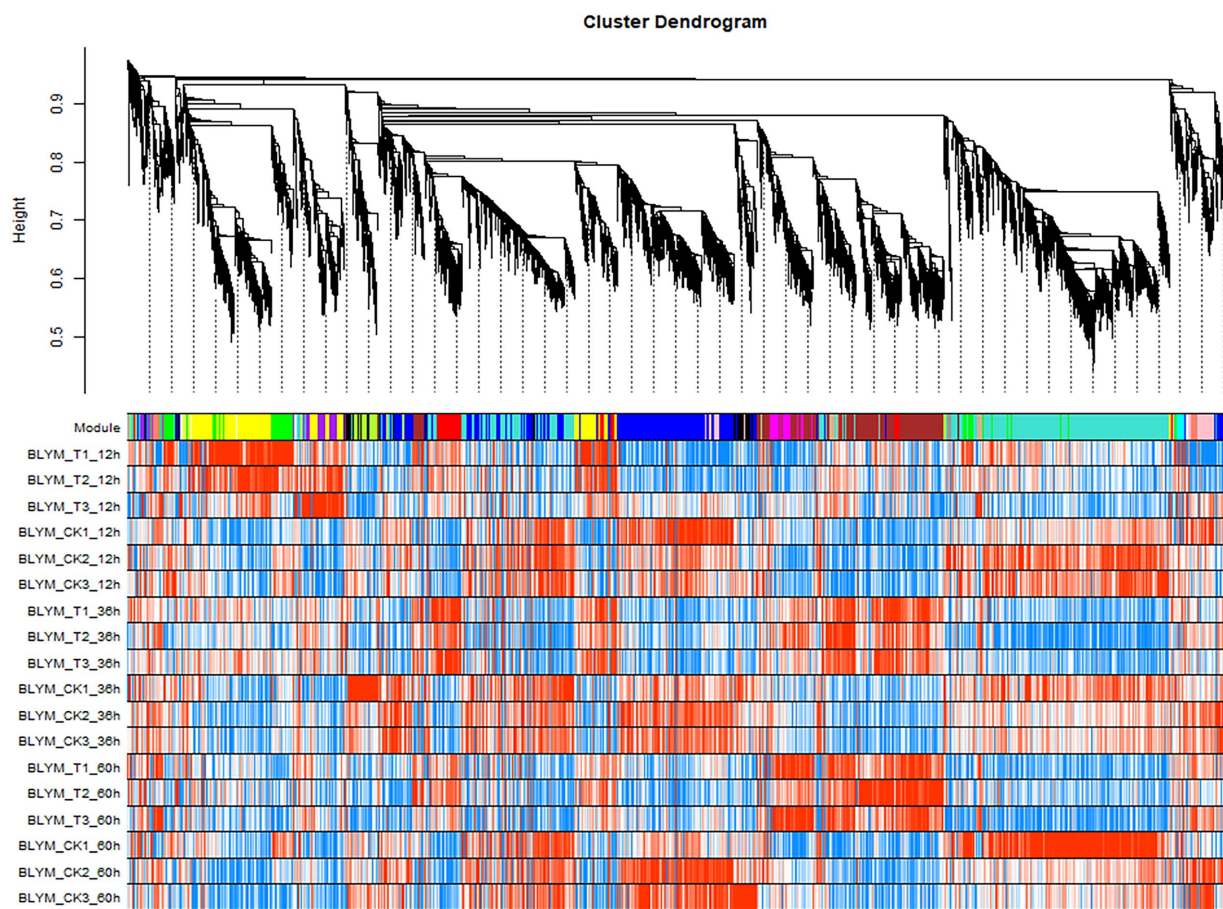 Cluster Dendrogram
Height
0.9
0.8
0.7
0.6
0.5
Module
BLYM_T1_12h
BLYM_T2_12h
BLYM_T3_12h
BLYM_CK1_12h
BLYM_CK2_12h
BLYM_CK3_12h
BLYM_T1_36h
BLYM_T2_36h
BLYM_T3_36h
BLYM_CK1_36h
BLYM_CK2_36h
BLYM_CK3_36h
BLYM_T1_60h
BLYM_T2_60h
BLYM_T3_60h
BLYM_CK1_60h
BLYM_CK2_60h
BLYM_CK3_60h